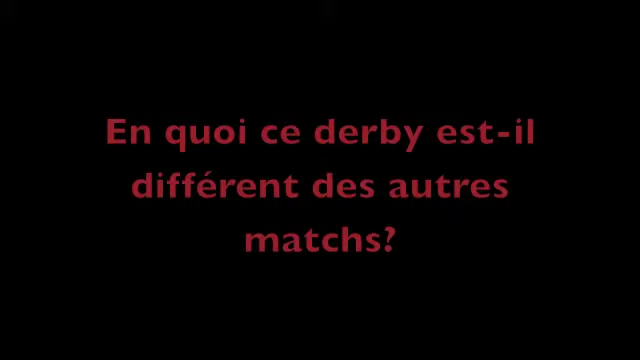 En quoi ce derby est-il
différent des autres
matchs?